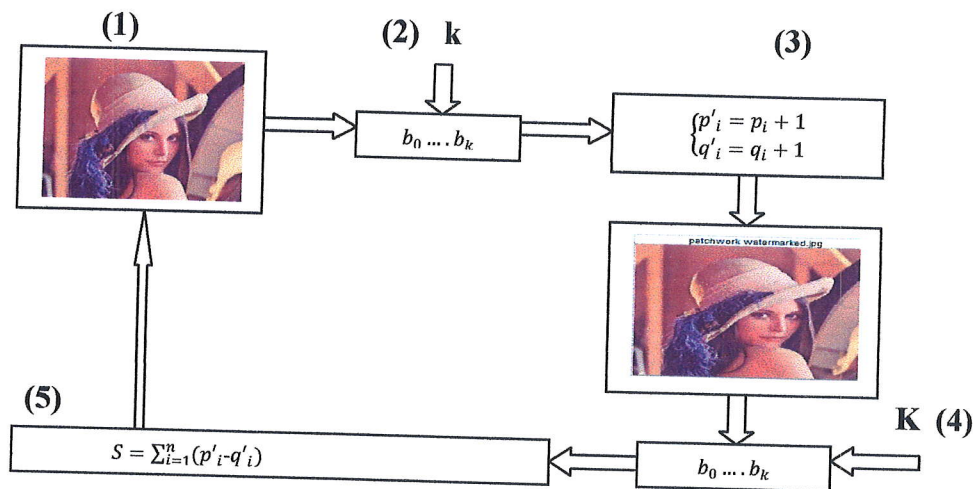 (1)
(2) k
(3)
b₀ .... bₖ
{p'ᵢ = pᵢ + 1
q'ᵢ = qᵢ + 1
patchwork watermarked.jpg
K (4)
(5)
S = ∑ⁿᵢ₌₁(p'ᵢ-q'ᵢ)
b₀ .... bₖ